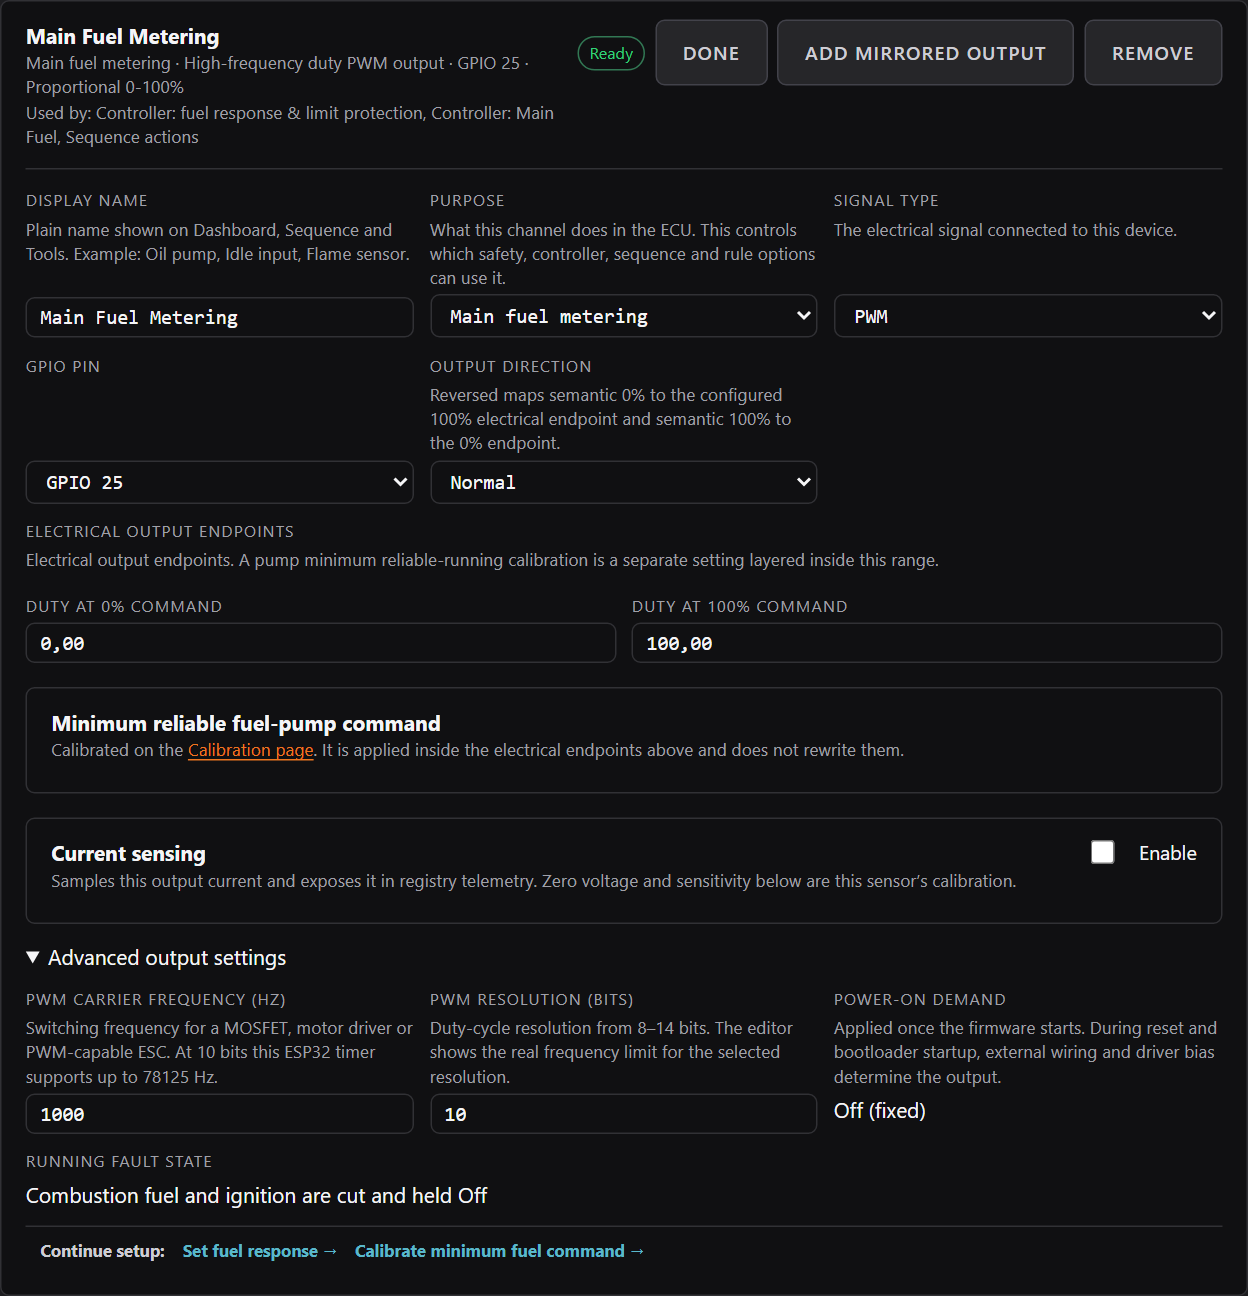 Main Fuel Metering
Main fuel metering · High-frequency duty PWM output · GPIO 25 ·
Proportional 0-100%
Used by: Controller: fuel response & limit protection, Controller: Main
Fuel, Sequence actions
Ready
DONE
ADD MIRRORED OUTPUT
REMOVE
DISPLAY NAME
Plain name shown on Dashboard, Sequence and
Tools. Example: Oil pump, Idle input, Flame sensor.
Main Fuel Metering
PURPOSE
What this channel does in the ECU. This controls
which safety, controller, sequence and rule options
can use it.
Main fuel metering
SIGNAL TYPE
The electrical signal connected to this device.
PWM
GPIO PIN
GPIO 25
OUTPUT DIRECTION
Reversed maps semantic 0% to the configured
100% electrical endpoint and semantic 100% to
the 0% endpoint.
Normal
ELECTRICAL OUTPUT ENDPOINTS
Electrical output endpoints. A pump minimum reliable-running calibration is a separate setting layered inside this range.
DUTY AT 0% COMMAND
0,00
DUTY AT 100% COMMAND
100,00
Minimum reliable fuel-pump command
Calibrated on the Calibration page. It is applied inside the electrical endpoints above and does not rewrite them.
Current sensing
Samples this output current and exposes it in registry telemetry. Zero voltage and sensitivity below are this sensor's calibration.
Enable
▼ Advanced output settings
PWM CARRIER FREQUENCY (HZ)
Switching frequency for a MOSFET, motor driver or
PWM-capable ESC. At 10 bits this ESP32 timer
supports up to 78125 Hz.
1000
PWM RESOLUTION (BITS)
Duty-cycle resolution from 8–14 bits. The editor
shows the real frequency limit for the selected
resolution.
10
POWER-ON DEMAND
Applied once the firmware starts. During reset and
bootloader startup, external wiring and driver bias
determine the output.
Off (fixed)
RUNNING FAULT STATE
Combustion fuel and ignition are cut and held Off
Continue setup: Set fuel response → Calibrate minimum fuel command →